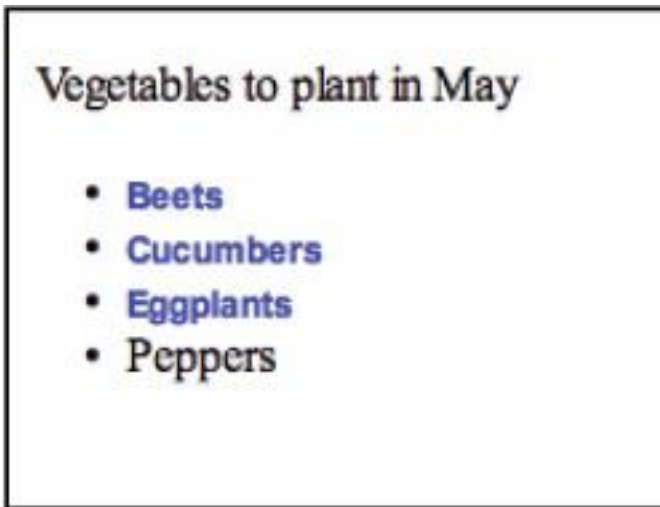 Vegetables to plant in May
• Beets
• Cucumbers
• Eggplants
• Peppers